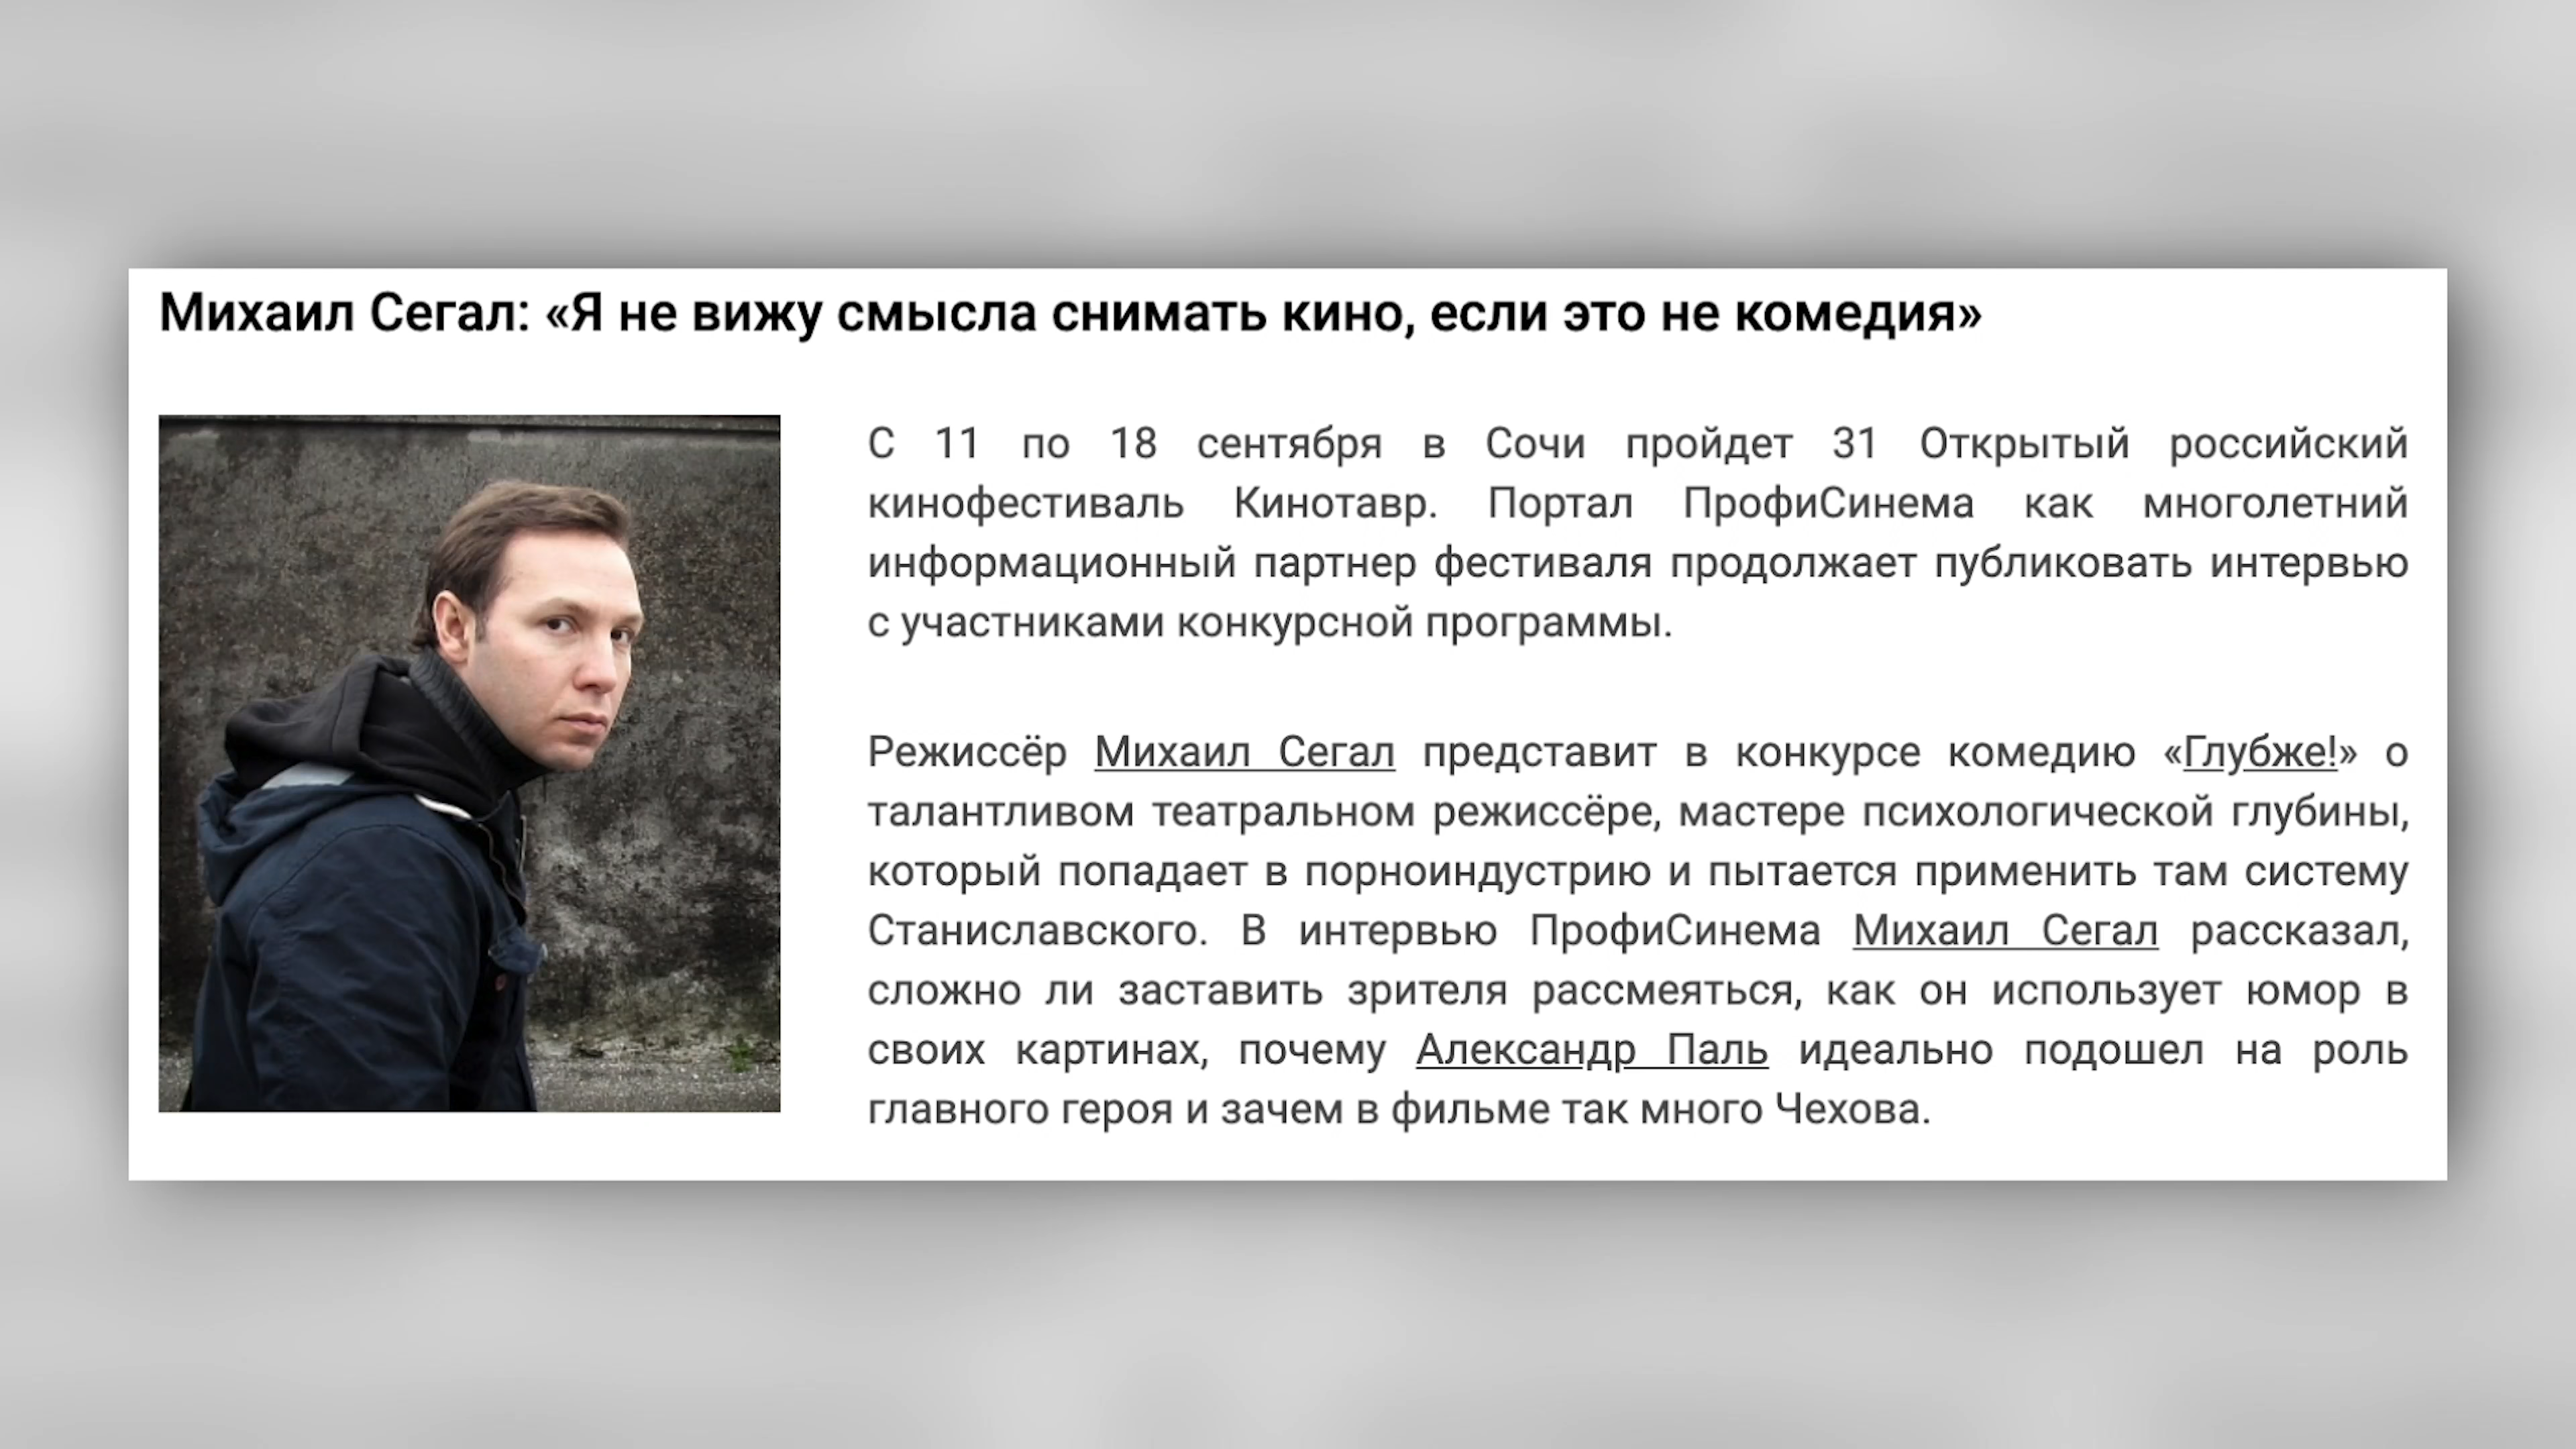 Михаил Сегал: «Я не вижу смысла снимать кино, если это не комедия»
С 11 по 18 сентября в Сочи пройдет 31 Открытый российский
кинофестиваль Кинотавр. Портал ПрофиСинема как многолетний
информационный партнер фестиваля продолжает публиковать интервью
с участниками конкурсной программы.
Режиссёр Михаил Сегал представит в конкурсе комедию «Глубже!» о
талантливом театральном режиссёре, мастере психологической глубины,
который попадает в порноиндустрию и пытается применить там систему
Станиславского. В интервью ПрофиСинема Михаил Сегал рассказал,
сложно ли заставить зрителя рассмеяться, как он использует юмор в
своих картинах, почему Александр Паль идеально подошел на роль
главного героя и зачем в фильме так много Чехова.